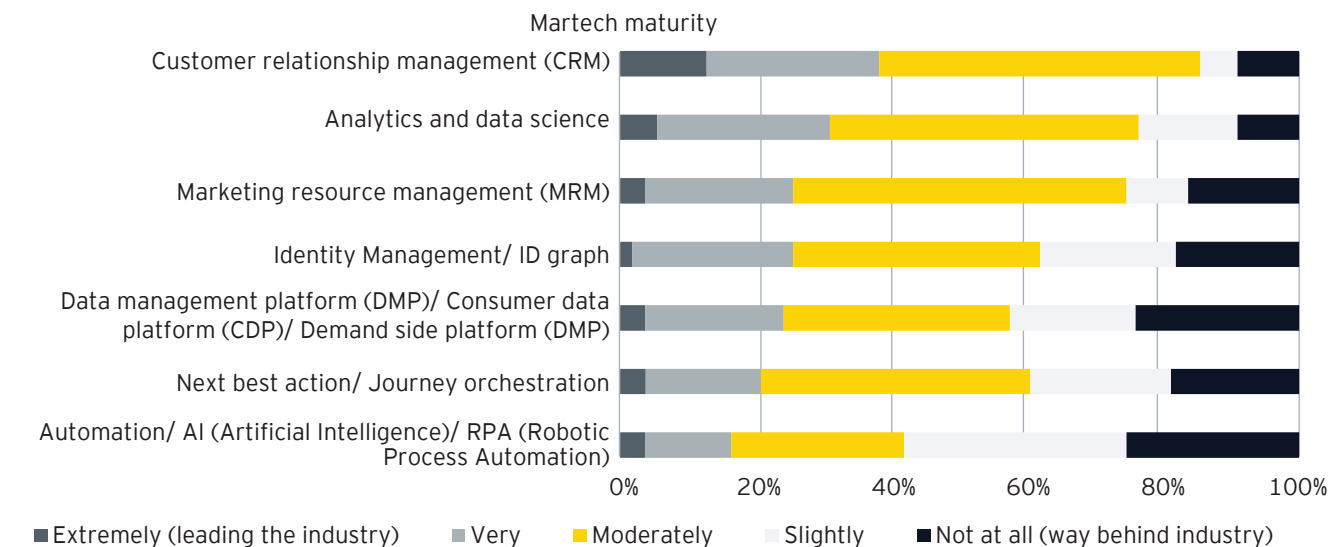 Martech maturity
Customer relationship management (CRM)
Analytics and data science
Marketing resource management (MRM)
Identity Management/ ID graph
Data management platform (DMP)/ Consumer data
platform (CDP)/ Demand side platform (DMP)
Next best action/ Journey orchestration
Automation/ AI (Artificial Intelligence)/ RPA (Robotic
Process Automation)
0% 20% 40% 60% 80% 100%
Extremely (leading the industry) Very Moderately Slightly Not at all (way behind industry)